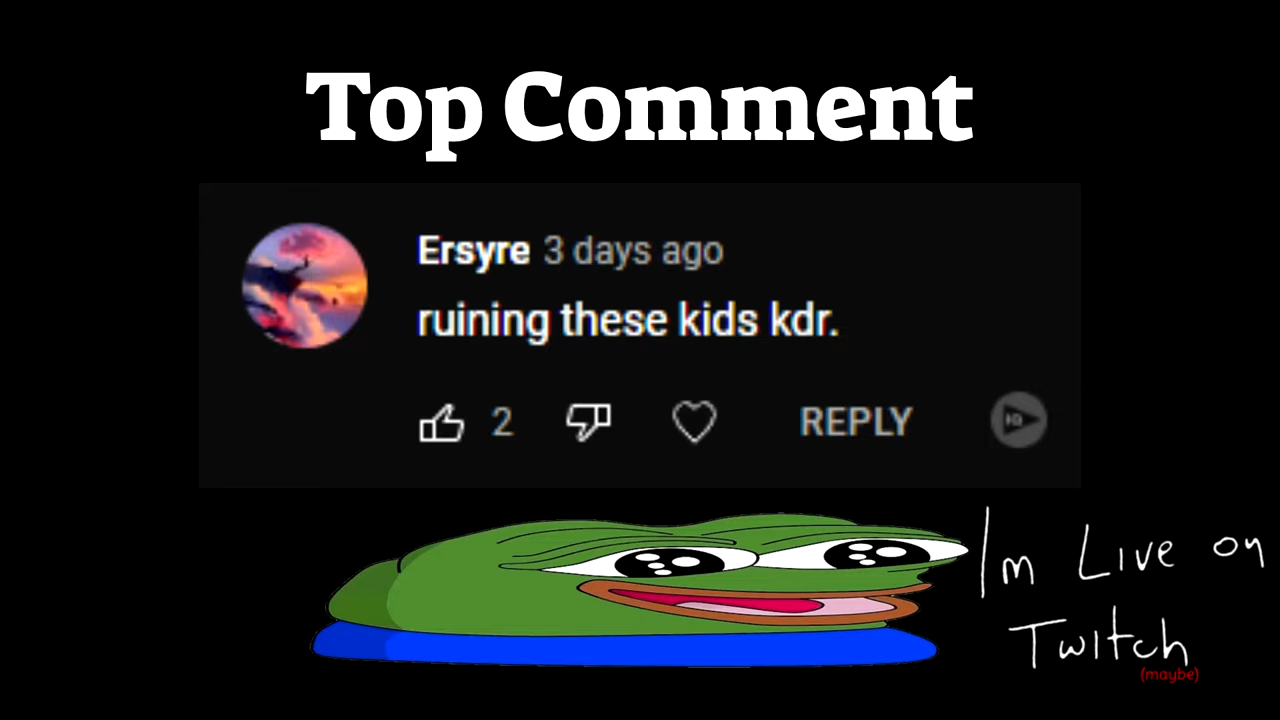 Top Comment
Ersyre 3 days ago
ruining these kids kdr.
2 REPLY
I'm Live on
Twitch
(maybe)